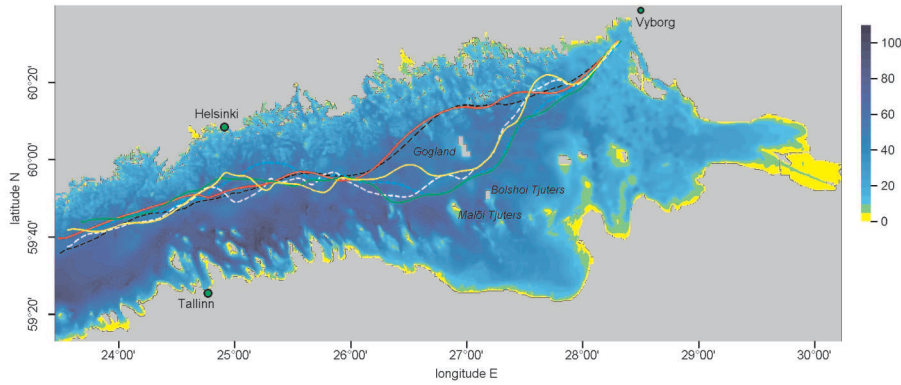 Vyborg
Helsinki
Gogland
Bolshoi Tjuters
Malõi Tjuters
Tallinn
latitude N
60°20'
60°00'
59°40'
59°20'
24°00'
25°00'
26°00'
27°00'
28°00'
29°00'
30°00'
longitude E
100
80
60
40
20
0